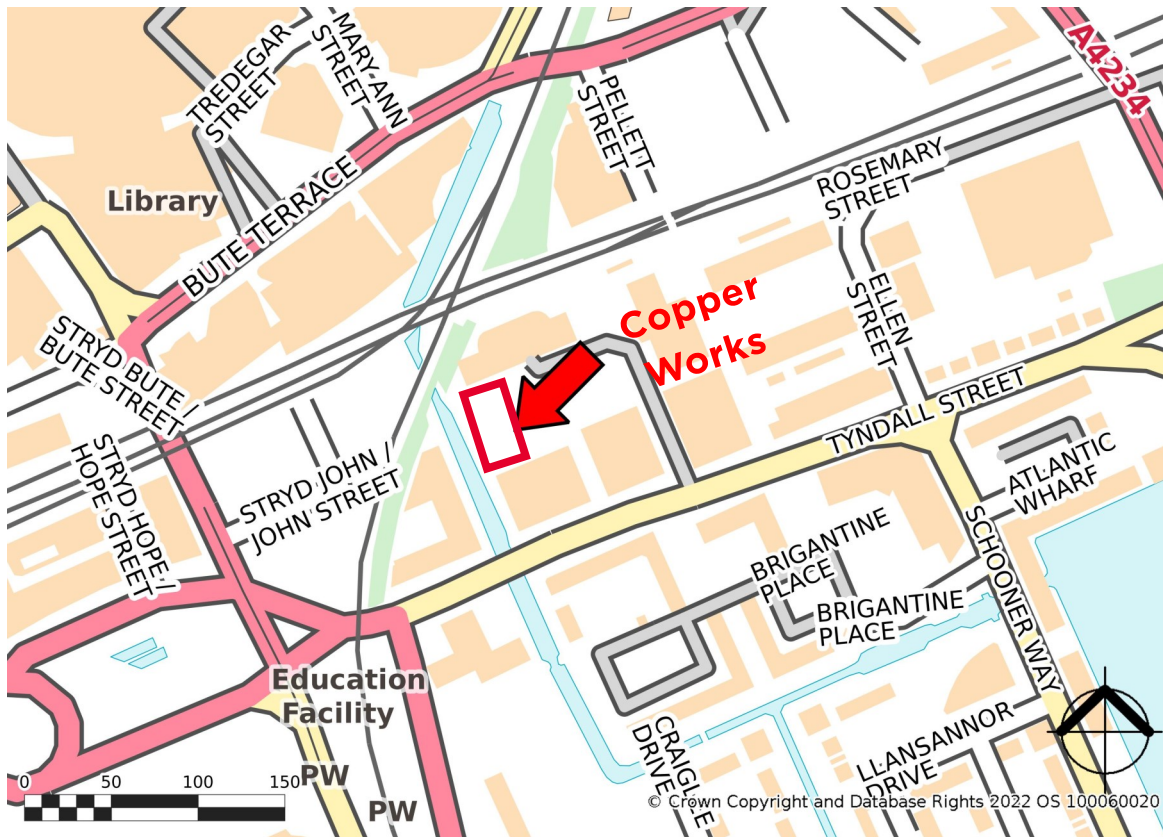 TREDEGAR
STREET
MARY ANN
STREET
A4234
PELLETT
STREET
ROSEMARY
STREET
Library
BUTE TERRACE
ELLEN
STREET
Copper
Works
STRYD BUTE /
BUTE STREET
TYNDALL STREET
STRYD HOPE /
HOPE STREET
STRYD JOHN /
JOHN STREET
ATLANTIC
WHARF
SCHOONER WAY
BRIGANTINE
PLACE
BRIGANTINE
PLACE
Education
Facility
CRAIGLE
DRIVE
LLANSANNOR
DRIVE
PW
PW
0 50 100 150
© Crown Copyright and Database Rights 2022 OS 100060020